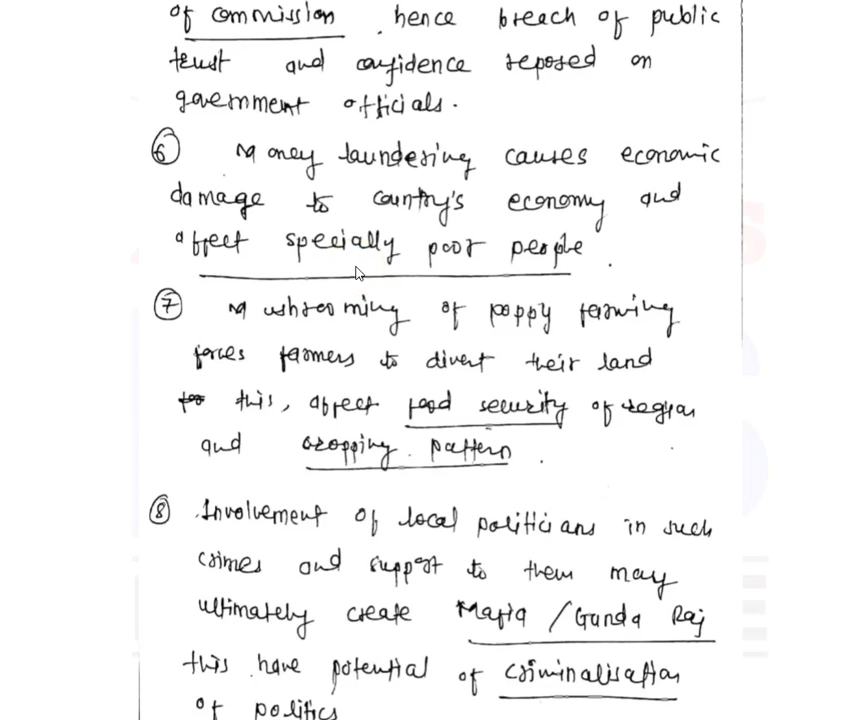 of commission . hence breach of public
trust and confidence reposed on
government officials.
⑥ Money laundering causes economic
damage to country's economy and
affect specially poor people .
⑦ Mushrooming of poppy farming
forces farmers to divert their land
for this, affect food security of region
and cropping pattern .
⑧ Involvement of local politicians in such
crimes and support to them may
ultimately create Mafia / Gunda Raj
this have potential of criminalisation
of politics